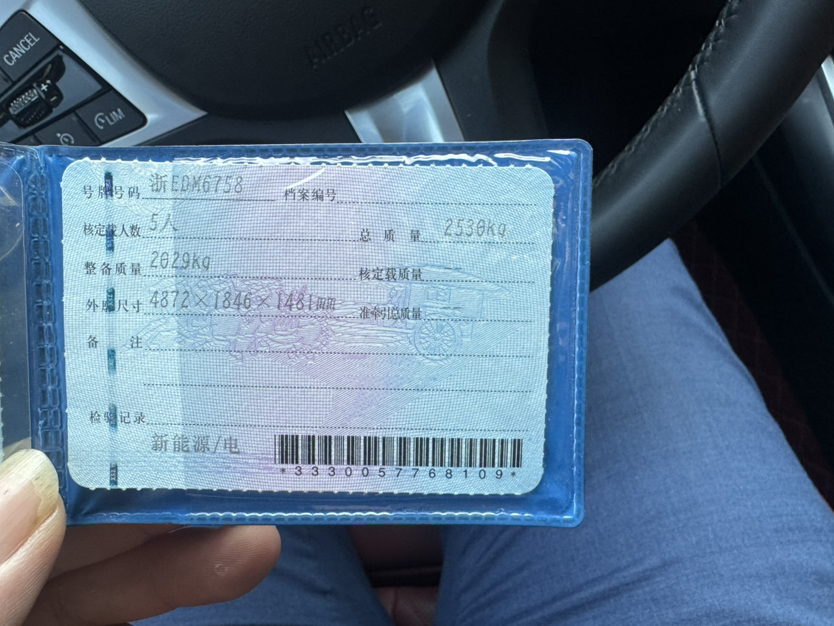 CANCEL
LIM
AIRBAG
号牌号码 浙EDM6758 档案编号
核定载人数 5人 总质量 2530kg
整备质量 2029kg 核定载质量
外廓尺寸 4872×1846×1481mm 准牵引总质量
备注
检验记录
新能源/电
*3330057768109*